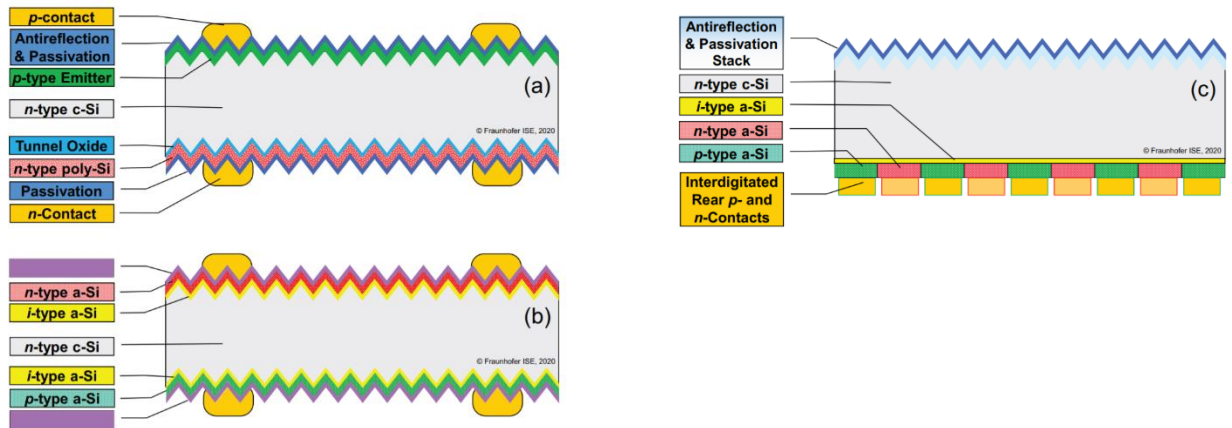 p-contact
Antireflection
& Passivation
p-type Emitter
n-type c-Si
Tunnel Oxide
n-type poly-Si
Passivation
n-Contact
(a)
© Fraunhofer ISE, 2020
n-type a-Si
i-type a-Si
n-type c-Si
i-type a-Si
p-type a-Si
(b)
© Fraunhofer ISE, 2020
Antireflection
& Passivation
Stack
n-type c-Si
i-type a-Si
n-type a-Si
p-type a-Si
Interdigitated
Rear p- and
n-Contacts
(c)
© Fraunhofer ISE, 2020